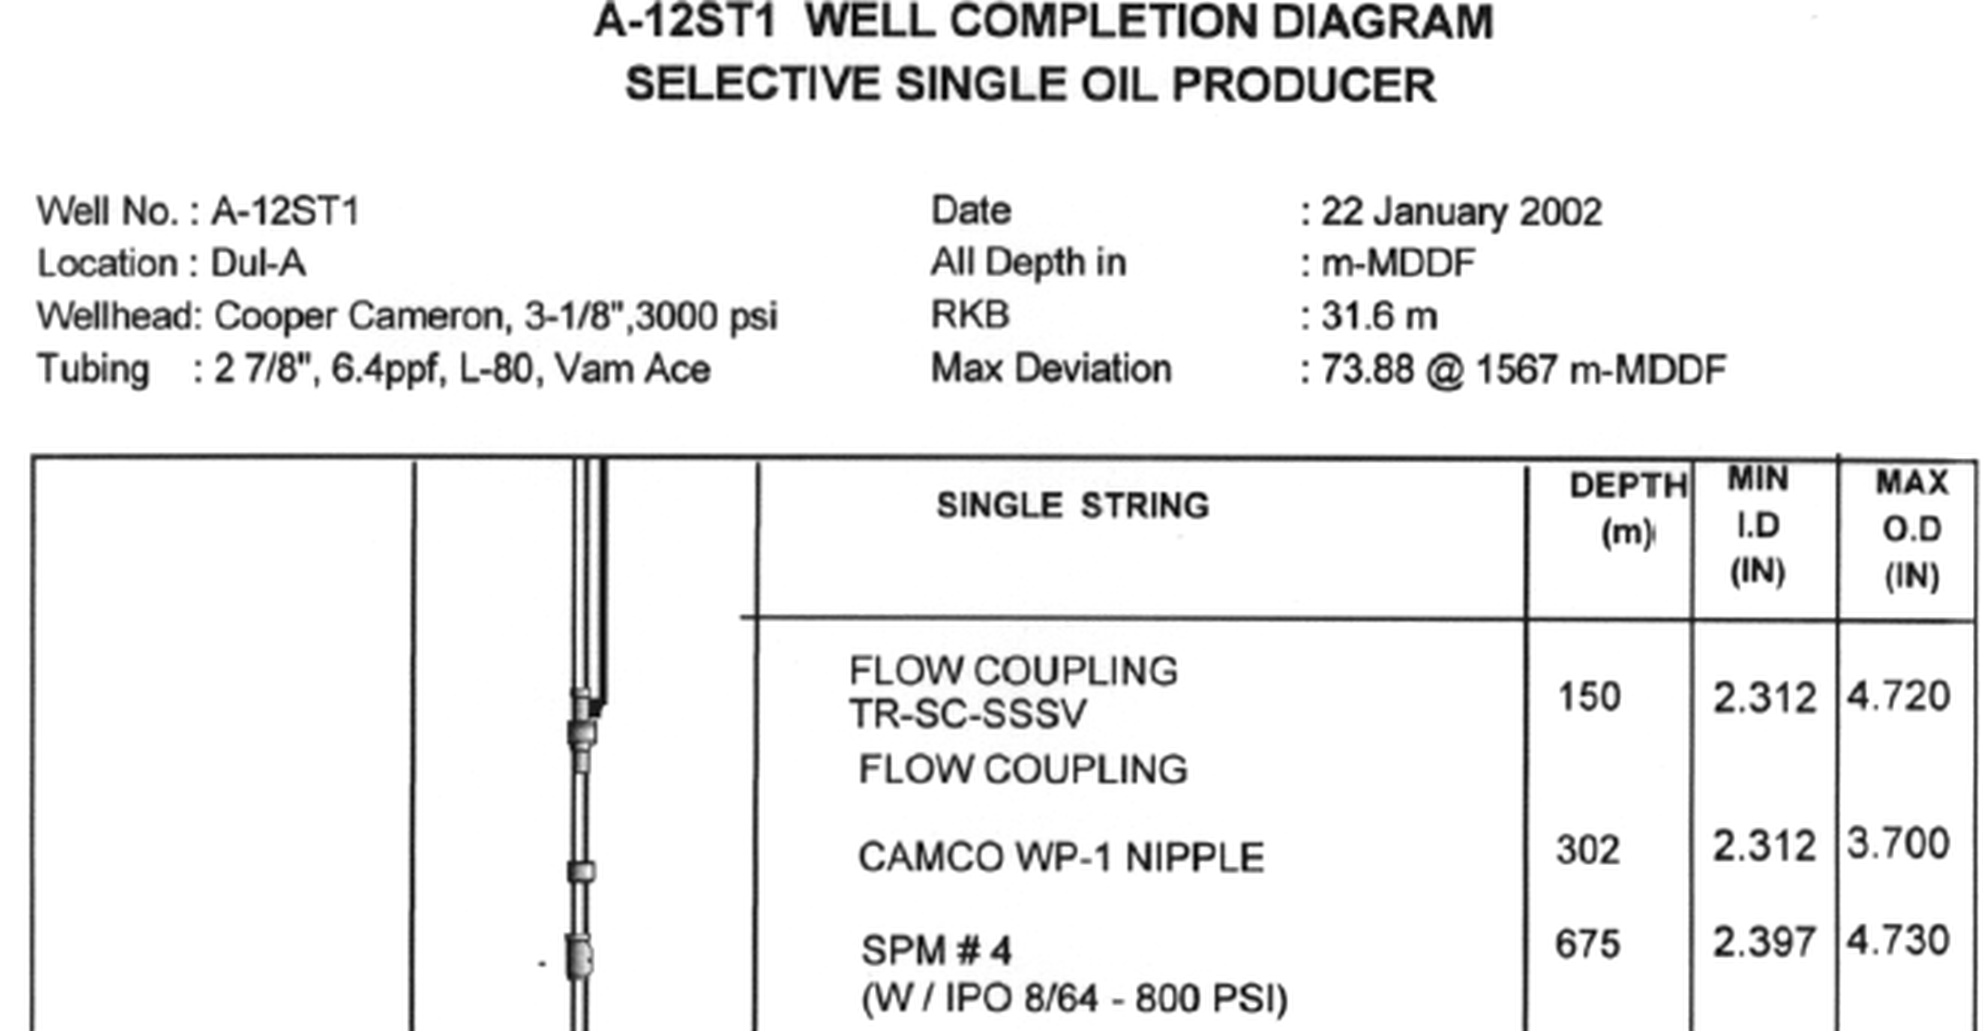 A-12ST1 WELL COMPLETION DIAGRAM
SELECTIVE SINGLE OIL PRODUCER
Well No. : A-12ST1
Date : 22 January 2002
Location : Dul-A
All Depth in : m-MDDF
Wellhead: Cooper Cameron, 3-1/8",3000 psi
RKB : 31.6 m
Tubing : 2 7/8", 6.4ppf, L-80, Vam Ace
Max Deviation : 73.88 @ 1567 m-MDDF
SINGLE STRING
DEPTH
(m)
MIN
I.D
(IN)
MAX
O.D
(IN)
FLOW COUPLING
TR-SC-SSSV
150 2.312 4.720
FLOW COUPLING
CAMCO WP-1 NIPPLE 302 2.312 3.700
SPM # 4 675 2.397 4.730
(W / IPO 8/64 - 800 PSI)